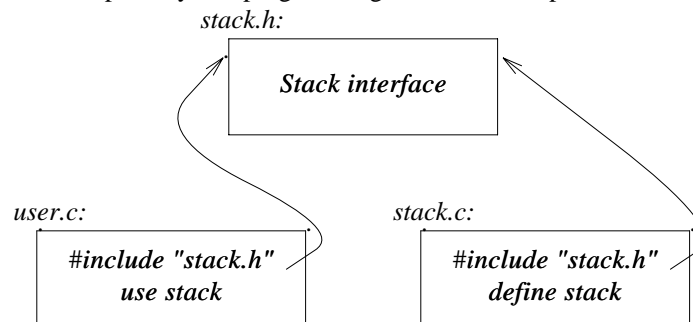 stack.h:
Stack interface
user.c:
stack.c:
#include "stack.h"
use stack
#include "stack.h"
define stack